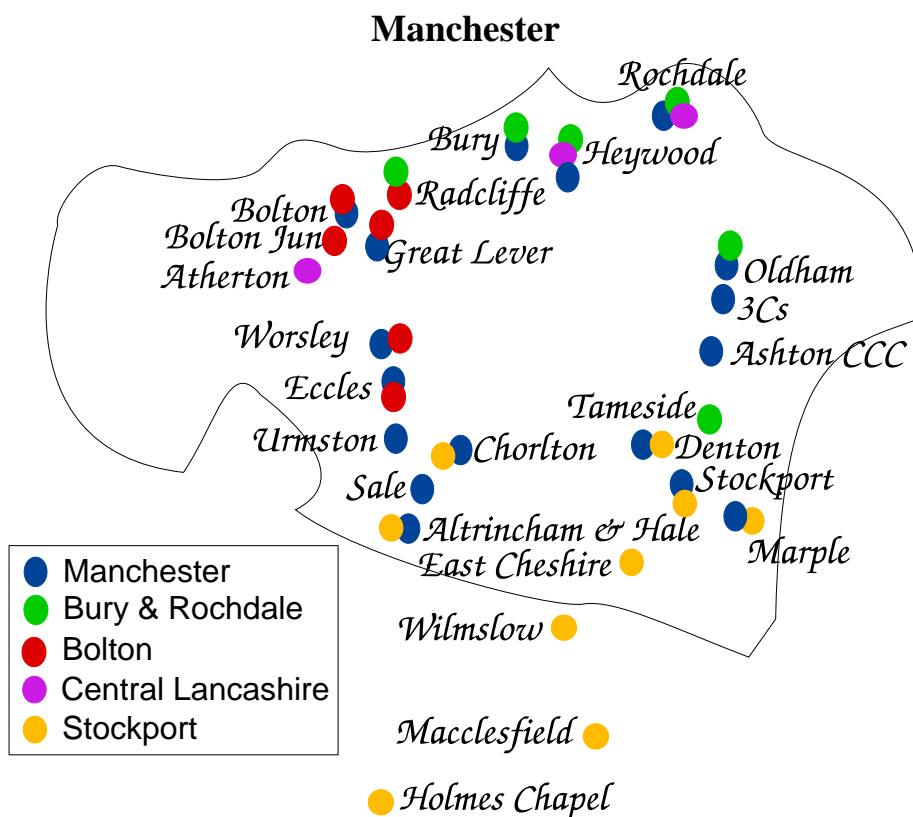 Manchester
Rochdale
Bury
Heywood
Radcliffe
Bolton
Bolton Jun
Great Lever
Atherton
Oldham
3Cs
Worsley
Ashton CCC
Eccles
Tameside
Urmston
Chorlton
Denton
Sale
Stockport
Altrincham & Hale
Marple
East Cheshire
Wilmslow
Macclesfield
Holmes Chapel
Manchester
Bury & Rochdale
Bolton
Central Lancashire
Stockport